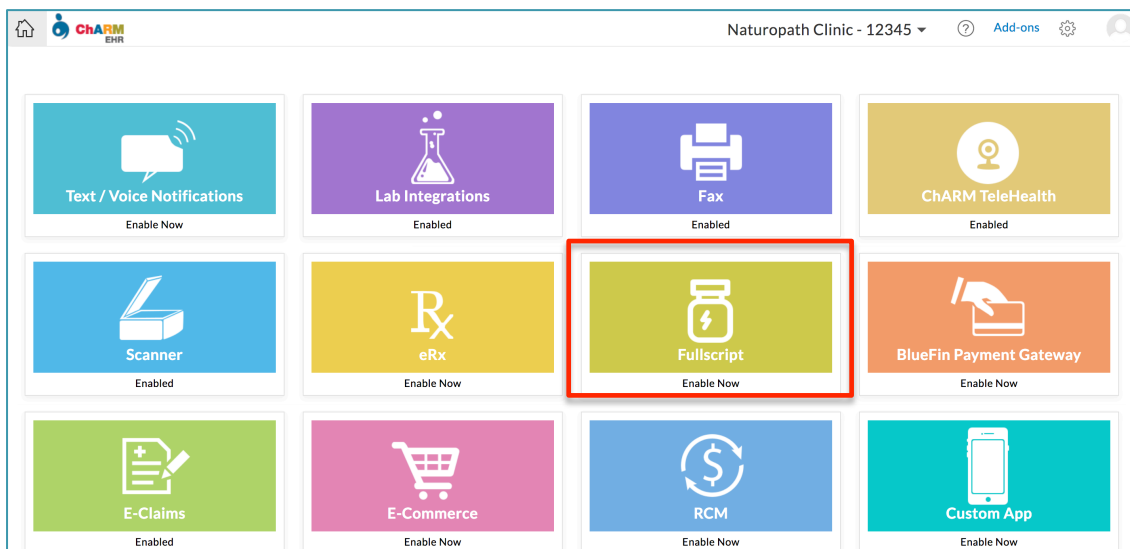 ChARM
EHR
Naturopath Clinic - 12345
?
Add-ons
Text / Voice Notifications
Lab Integrations
Fax
ChARM TeleHealth
Enable Now
Enabled
Enabled
Enabled
Rx
$
Scanner
eRx
Fullscript
BlueFin Payment Gateway
Enabled
Enable Now
Enable Now
Enable Now
E-Claims
E-Commerce
RCM
Custom App
Enabled
Enable Now
Enable Now
Enable Now